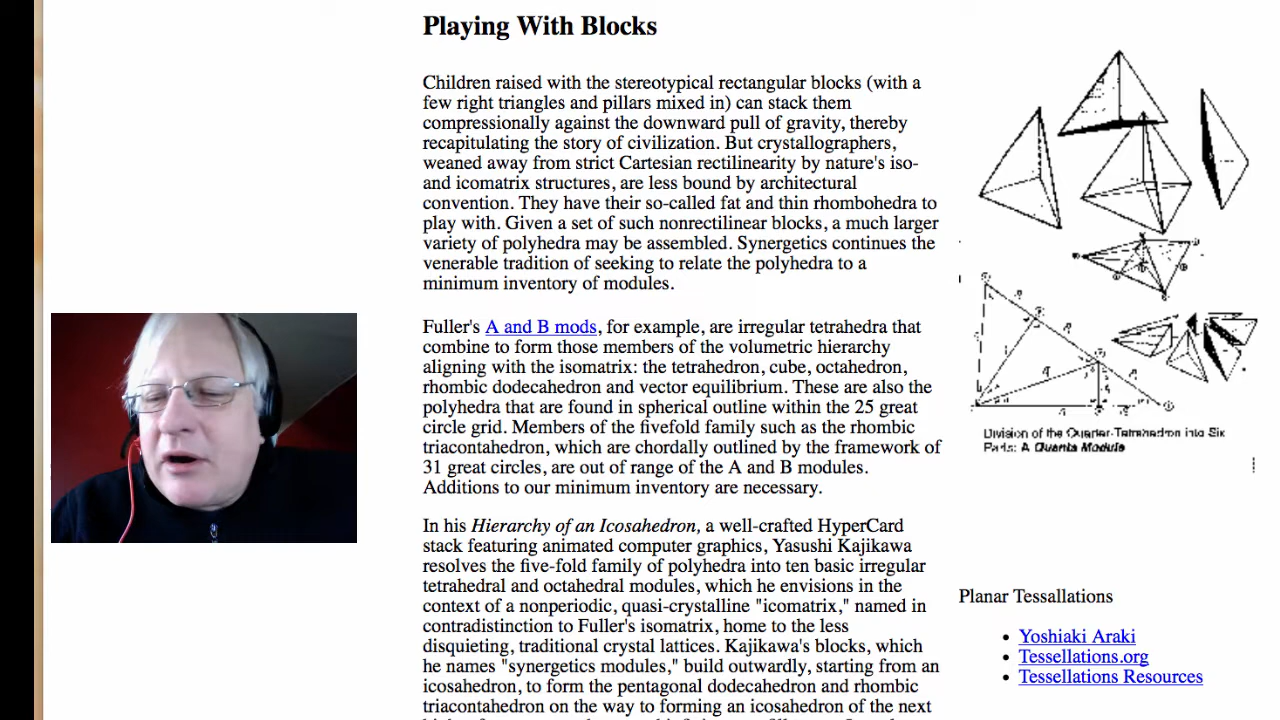 Playing With Blocks
Children raised with the stereotypical rectangular blocks (with a
few right triangles and pillars mixed in) can stack them
compressionally against the downward pull of gravity, thereby
recapitulating the story of civilization. But crystallographers,
weaned away from strict Cartesian rectilinearity by nature's iso-
and icomatrix structures, are less bound by architectural
convention. They have their so-called fat and thin rhombohedra to
play with. Given a set of such nonrectilinear blocks, a much larger
variety of polyhedra may be assembled. Synergetics continues the
venerable tradition of seeking to relate the polyhedra to a
minimum inventory of modules.
Fuller's A and B mods, for example, are irregular tetrahedra that
combine to form those members of the volumetric hierarchy
aligning with the isomatrix: the tetrahedron, cube, octahedron,
rhombic dodecahedron and vector equilibrium. These are also the
polyhedra that are found in spherical outline within the 25 great
circle grid. Members of the fivefold family such as the rhombic
triacontahedron, which are chordally outlined by the framework of
31 great circles, are out of range of the A and B modules.
Additions to our minimum inventory are necessary.
In his Hierarchy of an Icosahedron, a well-crafted HyperCard
stack featuring animated computer graphics, Yasushi Kajikawa
resolves the five-fold family of polyhedra into ten basic irregular
tetrahedral and octahedral modules, which he envisions in the
context of a nonperiodic, quasi-crystalline "icomatrix," named in
contradistinction to Fuller's isomatrix, home to the less
disquieting, traditional crystal lattices. Kajikawa's blocks, which
he names "synergetics modules," build outwardly, starting from an
icosahedron, to form the pentagonal dodecahedron and rhombic
triacontahedron on the way to forming an icosahedron of the next
Division of the Quarter-Tetrahedron into Six
Parts: A Quanta Module
Planar Tessallations
Yoshiaki Araki
Tessellations.org
Tessellations Resources